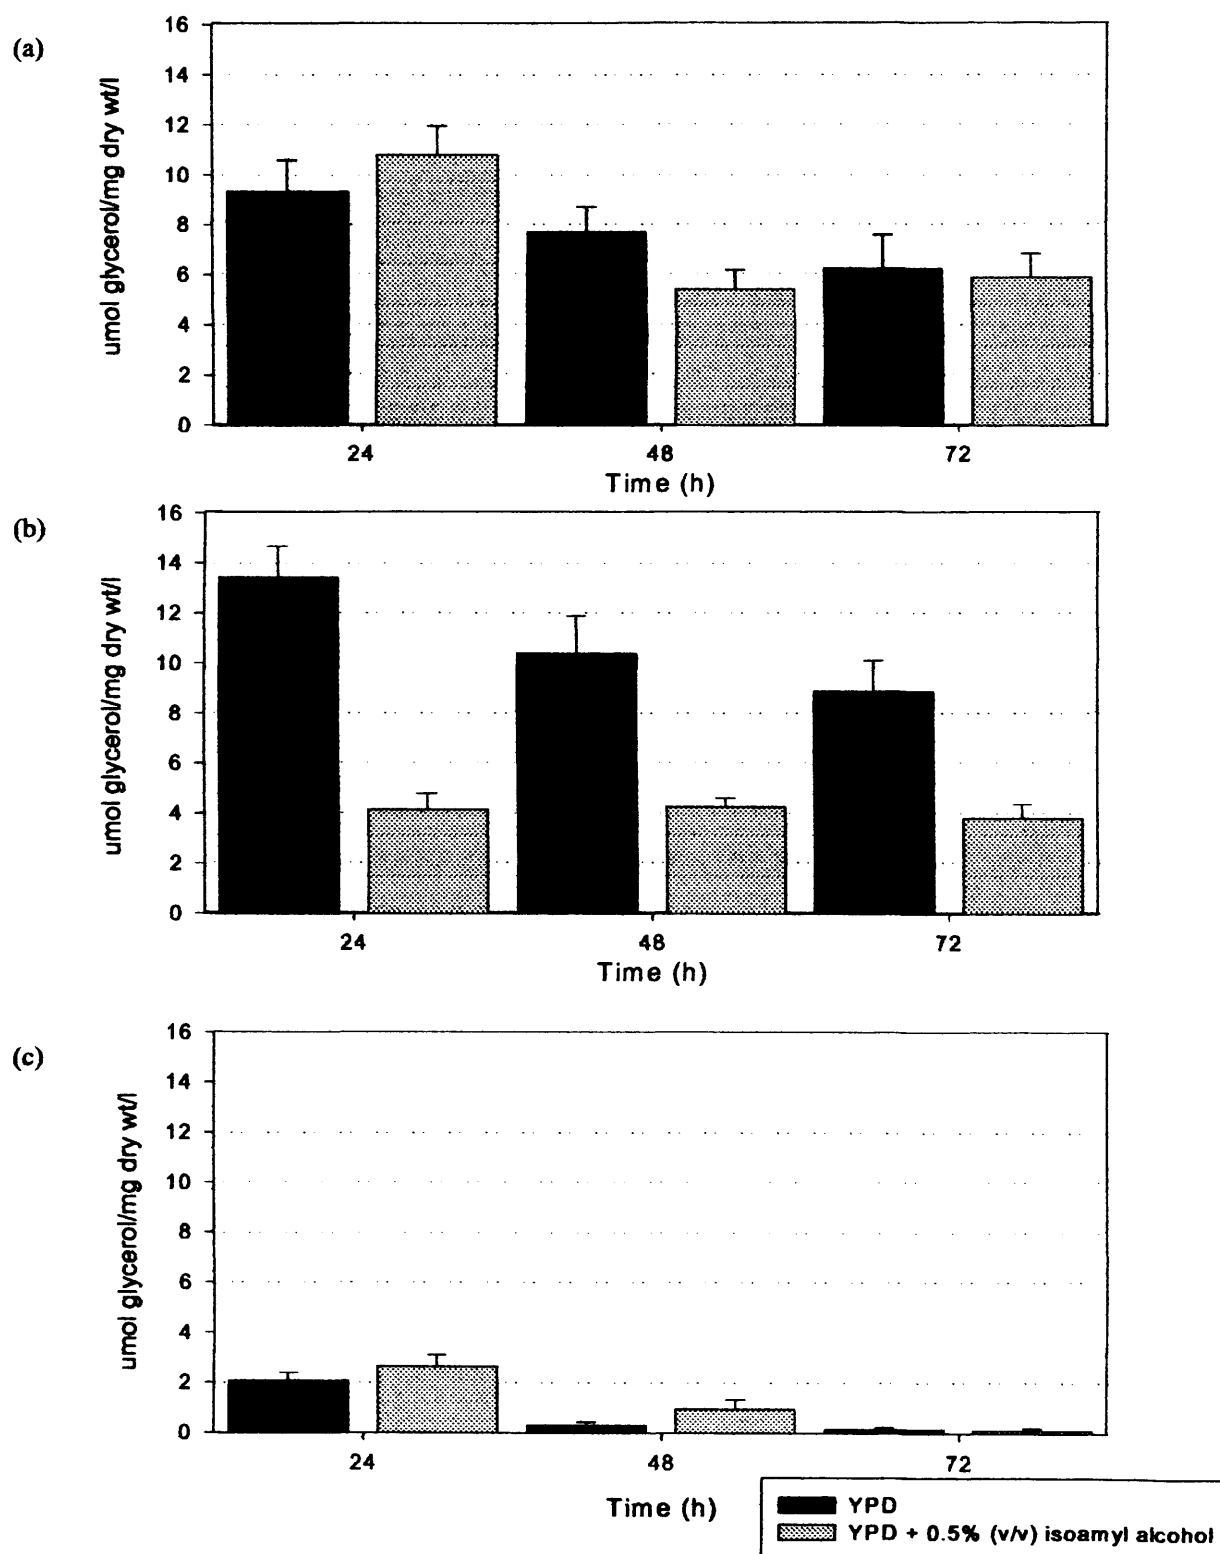 (a)
umol glycerol/mg dry wt/l
16
14
12
10
8
6
4
2
0
24 48 72
Time (h)
(b)
umol glycerol/mg dry wt/l
16
14
12
10
8
6
4
2
0
24 48 72
Time (h)
(c)
umol glycerol/mg dry wt/l
16
14
12
10
8
6
4
2
0
24 48 72
Time (h)
YPD
YPD + 0.5% (v/v) isoamyl alcohol